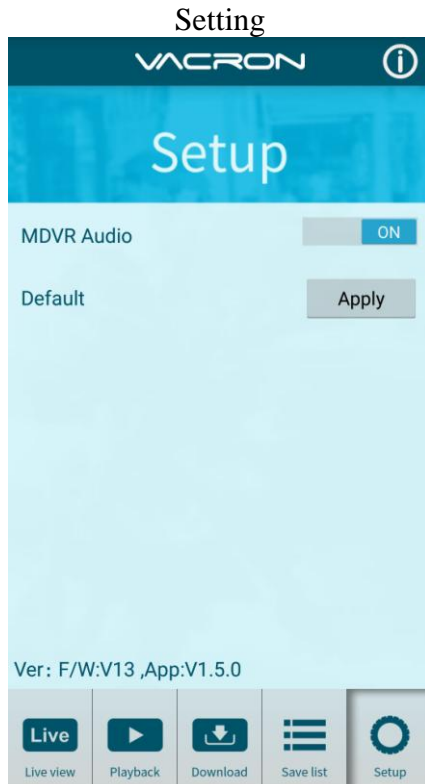 Setting
VACRON
i
Setup
MDVR Audio
ON
Default
Apply
Ver: F/W:V13 ,App:V1.5.0
Live
Live view
Playback
Download
Save list
Setup